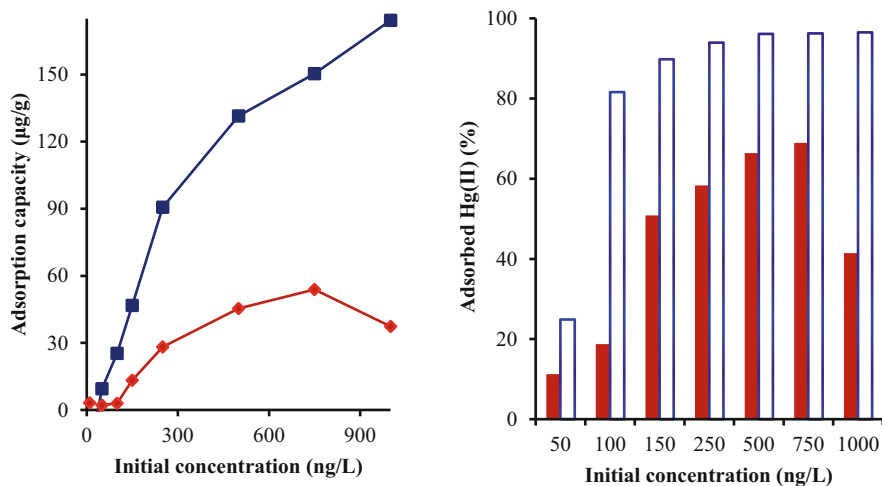 Adsorption capacity (µg/g)
150
120
90
60
30
0
0 300 600 900
Initial concentration (ng/L)
Adsorbed Hg(II) (%)
100
80
60
40
20
0
50 100 150 250 500 750 1000
Initial concentration (ng/L)